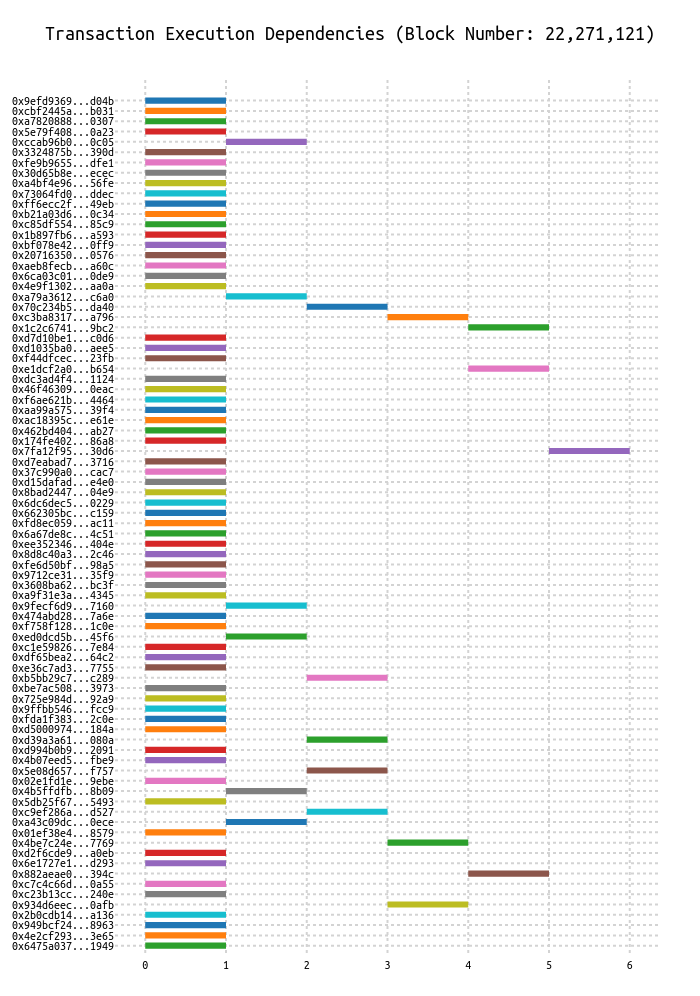 Transaction Execution Dependencies (Block Number: 22,271,121)
0x9efd9369...d04b
0xcbf2445a...b031
0xa7820888...0307
0x5e79f408...0a23
0xccab96b0...0c05
0x3324875b...390d
0xfe9b9655...dfe1
0x30d65b8e...ecec
0xa4bf4e96...56fe
0x73064fd0...ddec
0xff6ecc2f...49eb
0xb21a03d6...0c34
0xc85df554...85c9
0x1b897fb6...a593
0xbf078e42...0ff9
0x20716350...0576
0xaeb8fecb...a60c
0x6ca03c01...0de9
0x4e9f1302...aa0a
0xa79a3612...c6a0
0x70c234b5...da40
0xc3ba8317...a796
0x1c2c6741...9bc2
0xd7d10be1...c0d6
0xd1035ba0...aee5
0xf44dfcec...23fb
0xe1dcf2a0...b654
0xdc3ad4f4...1124
0x46f46309...0eac
0xf6ae621b...4464
0xaa99a575...39f4
0xac18395c...e61e
0x462bd404...ab27
0x174fe402...86a8
0x7fa12f95...30d6
0xd7eabad7...3716
0x37c990a0...cac7
0xd15dafad...e4e0
0x8bad2447...04e9
0x6dc6dec5...0229
0x662305bc...c159
0xfd8ec059...ac11
0x6a67de8c...4c51
0xee352346...404e
0x8d8c40a3...2c46
0xfe6d50bf...98a5
0x9712ce31...35f9
0x3608ba62...bc3f
0xa9f31e3a...4345
0x9fecf6d9...7160
0x474abd28...7a6e
0xf758f128...1c0e
0xed0dcd5b...45f6
0xc1e59826...7e84
0xdf65bea2...64c2
0xe36c7ad3...7755
0xb5bb29c7...c289
0xbe7ac508...3973
0x725e984d...92a9
0x9ffbb546...fcc9
0xfda1f383...2c0e
0xd5000974...184a
0xd39a3a61...080a
0xd994b0b9...2091
0x4b07eed5...fbe9
0x5e08d657...f757
0x02e1fd1e...9ebe
0x4b5ffdfb...8b09
0x5db25f67...5493
0xc9ef286a...d527
0xa43c09dc...0ece
0x01ef38e4...8579
0x4be7c24e...7769
0xd2f6cde9...a0eb
0x6e1727e1...d293
0x882aeae0...394c
0xc7c4c66d...0a55
0xc23b13cc...240e
0x934d6eec...0afb
0x2b0cdb14...a136
0x949bcf24...8963
0x4e2cf293...3e65
0x6475a037...1949
0 1 2 3 4 5 6